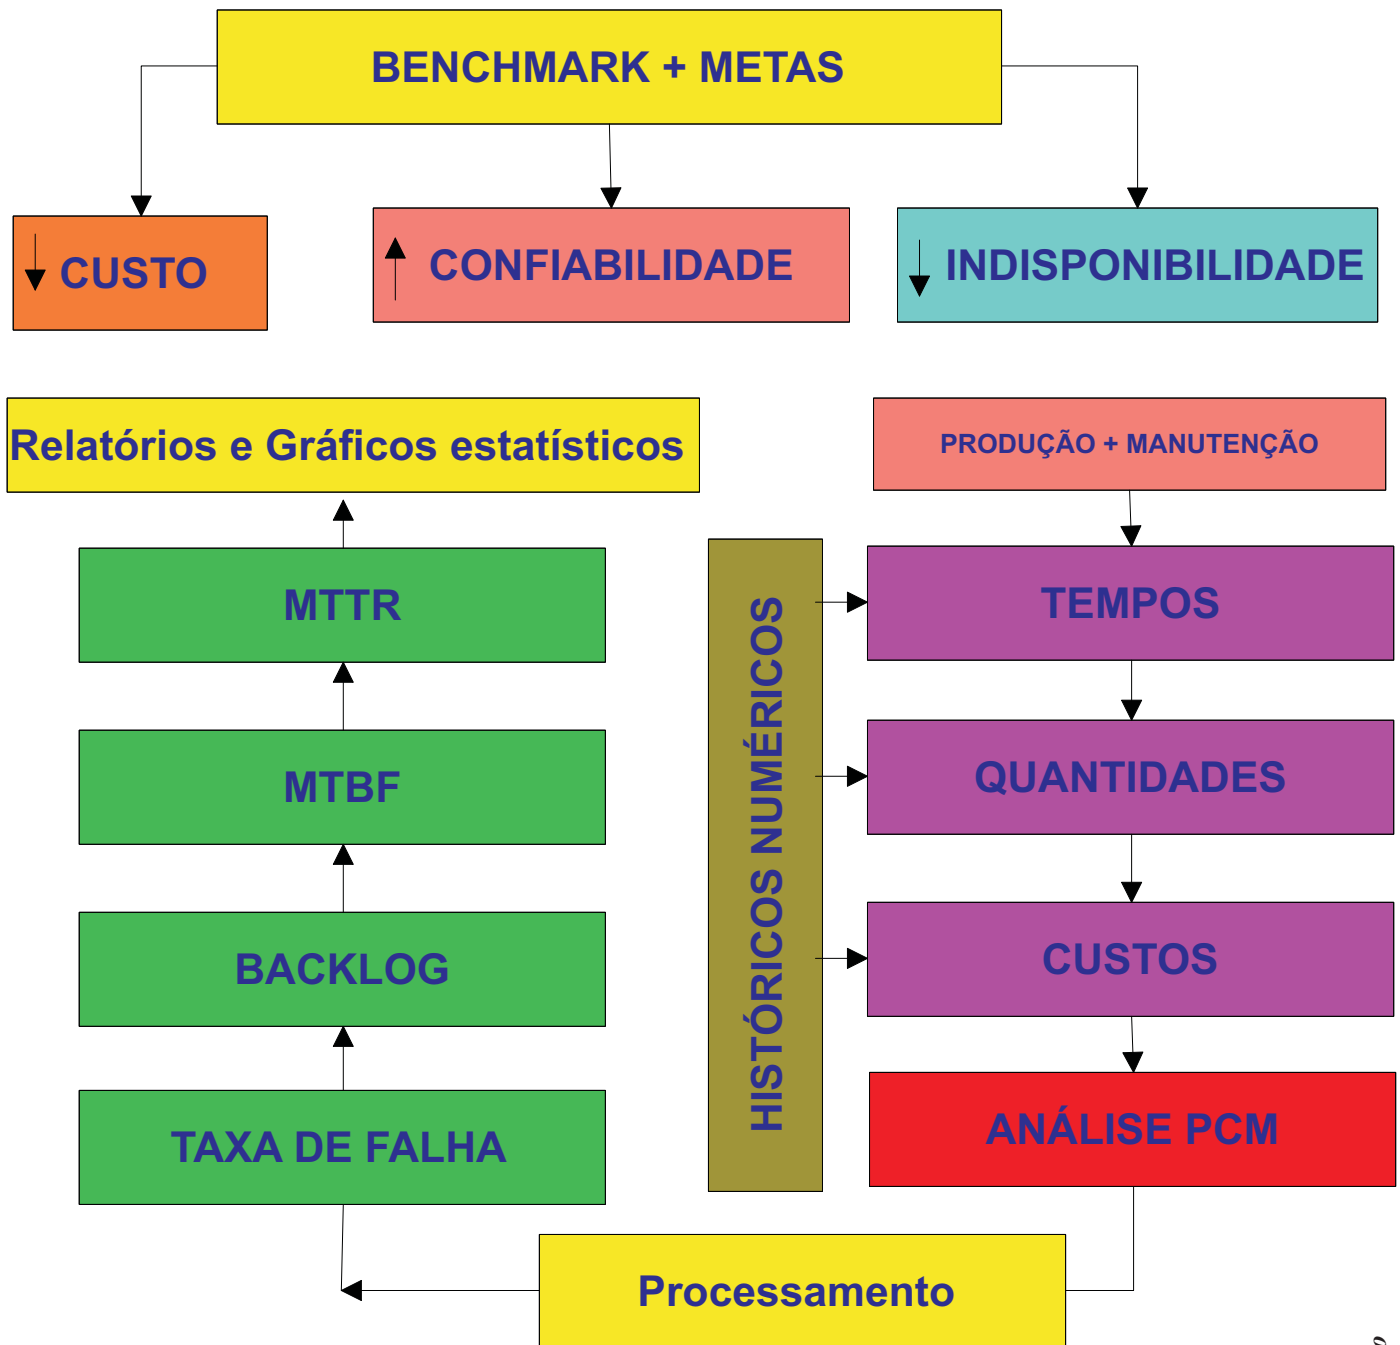 BENCHMARK + METAS
CUSTO
CONFIABILIDADE
INDISPONIBILIDADE
Relatórios e Gráficos estatísticos
PRODUÇÃO + MANUTENÇÃO
MTTR
MTBF
BACKLOG
TAXA DE FALHA
HISTÓRICOS NUMÉRICOS
TEMPOS
QUANTIDADES
CUSTOS
ANÁLISE PCM
Processamento